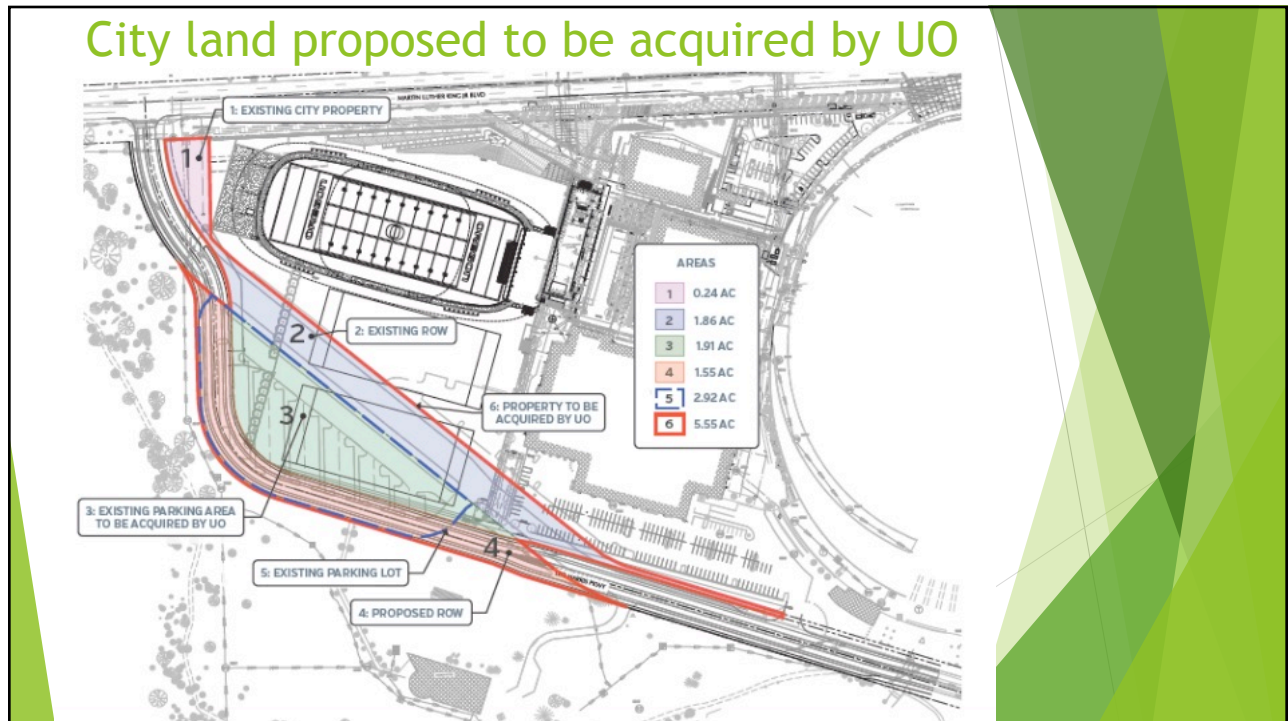 City land proposed to be acquired by UO
MARTIN LUTHER KING JR BLVD
1: EXISTING CITY PROPERTY
1
OREGON
AREAS
1 0.24 AC
2 1.86 AC
3 1.91 AC
4 1.55 AC
5 2.92 AC
6 5.55 AC
2
2: EXISTING ROW
6: PROPERTY TO BE
ACQUIRED BY UO
3
3: EXISTING PARKING AREA
TO BE ACQUIRED BY UO
4
5: EXISTING PARKING LOT
4: PROPOSED ROW
PKWY